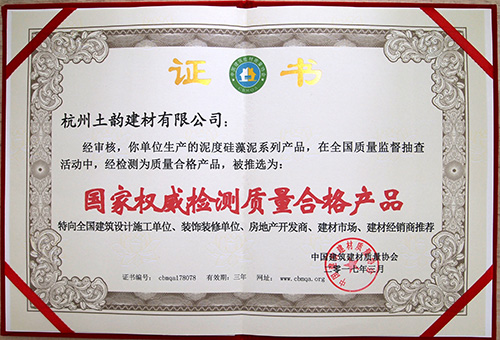 证 书
杭州土韵建材有限公司：
经审核，你单位生产的泥度硅藻泥系列产品，在全国质量监督抽查
活动中，经检测为质量合格产品，被推选为：
国家权威检测质量合格产品
特向全国建筑设计施工单位、装饰装修单位、房地产开发商、建材市场、建材经销商推荐
中国建筑建材质量协会
二〇一七年三月
证书编号：cbmqa178078 有效期：三年 网址：www.cbmqa.org